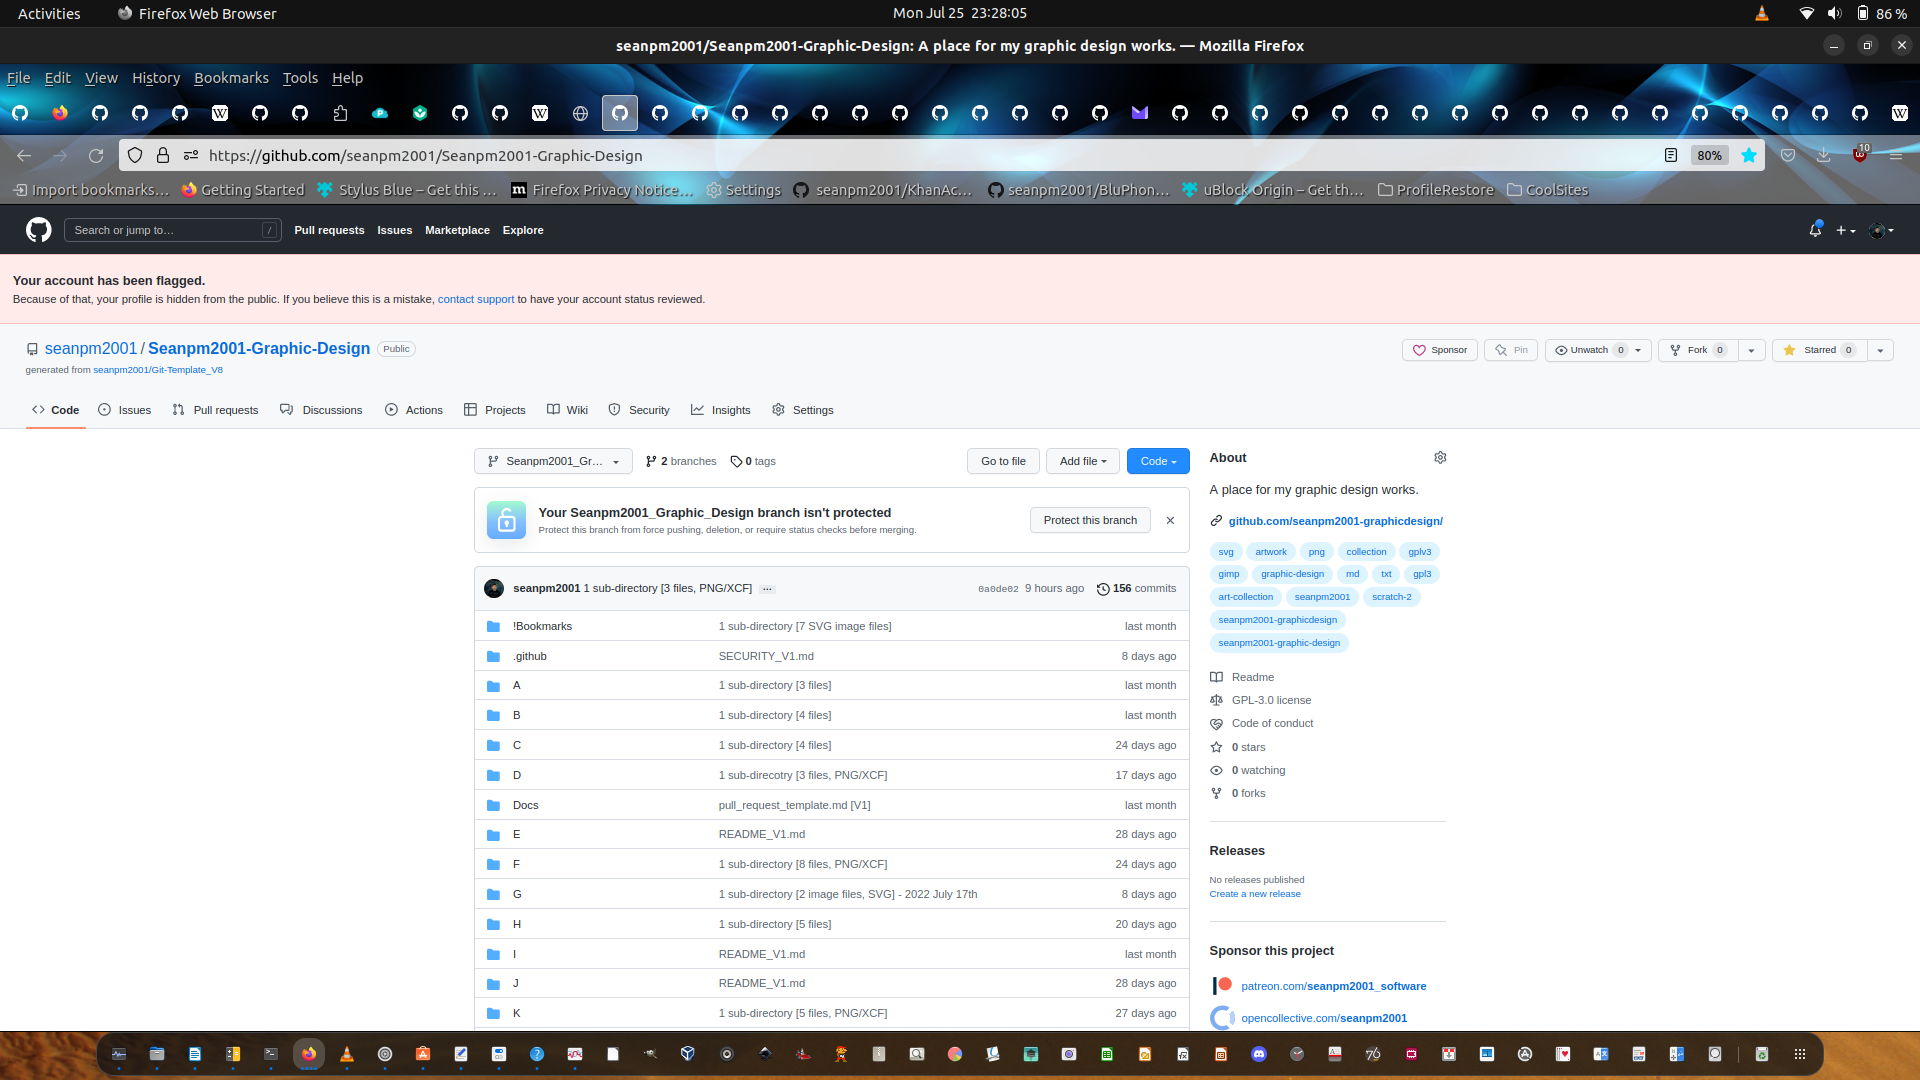 Activities
Firefox Web Browser
Mon Jul 25  23:28:05
86 %
seanpm2001/Seanpm2001-Graphic-Design: A place for my graphic design works. — Mozilla Firefox
File Edit View History Bookmarks Tools Help
https://github.com/seanpm2001/Seanpm2001-Graphic-Design
80%
10
Import bookmarks…
Getting Started
Stylus Blue – Get this …
Firefox Privacy Notice…
Settings
seanpm2001/KhanAc…
seanpm2001/BluPhon…
uBlock Origin – Get th…
ProfileRestore
CoolSites
Search or jump to…
/
Pull requests Issues Marketplace Explore
Your account has been flagged.
Because of that, your profile is hidden from the public. If you believe this is a mistake, contact support to have your account status reviewed.
seanpm2001 / Seanpm2001-Graphic-Design Public
generated from seanpm2001/Git-Template_V8
Sponsor
Pin
Unwatch 0
Fork 0
Starred 0
Code Issues Pull requests Discussions Actions Projects Wiki Security Insights Settings
Seanpm2001_Gr…
2 branches
0 tags
Go to file
Add file
Code
Your Seanpm2001_Graphic_Design branch isn't protected
Protect this branch from force pushing, deletion, or require status checks before merging.
Protect this branch
seanpm2001 1 sub-directory [3 files, PNG/XCF] …
0a0de02 9 hours ago 156 commits
!Bookmarks 1 sub-directory [7 SVG image files] last month
.github SECURITY_V1.md 8 days ago
A 1 sub-directory [3 files] last month
B 1 sub-directory [4 files] last month
C 1 sub-directory [4 files] 24 days ago
D 1 sub-direcotry [3 files, PNG/XCF] 17 days ago
Docs pull_request_template.md [V1] last month
E README_V1.md 28 days ago
F 1 sub-directory [8 files, PNG/XCF] 24 days ago
G 1 sub-directory [2 image files, SVG] - 2022 July 17th 8 days ago
H 1 sub-directory [5 files] 20 days ago
I README_V1.md last month
J README_V1.md 28 days ago
K 1 sub-directory [5 files, PNG/XCF] 27 days ago
About
A place for my graphic design works.
github.com/seanpm2001-graphicdesign/
svg artwork png collection gplv3
gimp graphic-design md txt gpl3
art-collection seanpm2001 scratch-2
seanpm2001-graphicdesign
seanpm2001-graphic-design
Readme
GPL-3.0 license
Code of conduct
0 stars
0 watching
0 forks
Releases
No releases published
Create a new release
Sponsor this project
patreon.com/seanpm2001_software
opencollective.com/seanpm2001